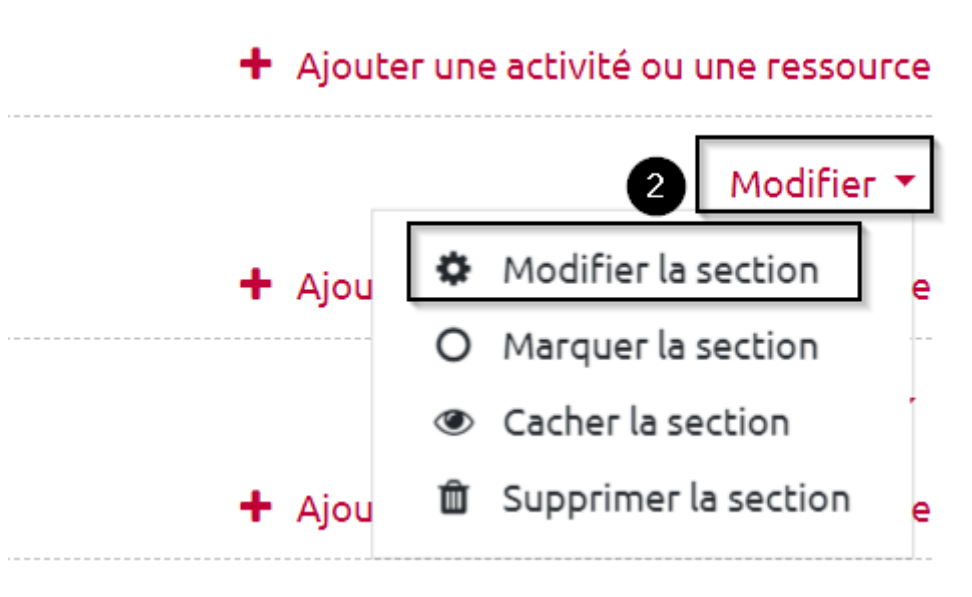 Ajouter une activité ou une ressource
2 Modifier
Modifier la section
Ajou e
Marquer la section
Cacher la section
Supprimer la section
Ajou e